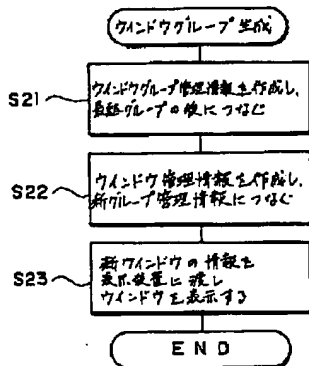 ウインドウグループ生成
S21
ウインドウグループ管理情報を作成し、
最終グループの後につなぐ
S22
ウインドウ管理情報を作成し、
新グループ管理情報につなぐ
S23
新ウインドウの情報を
表示装置に渡し
ウインドウを表示する
END